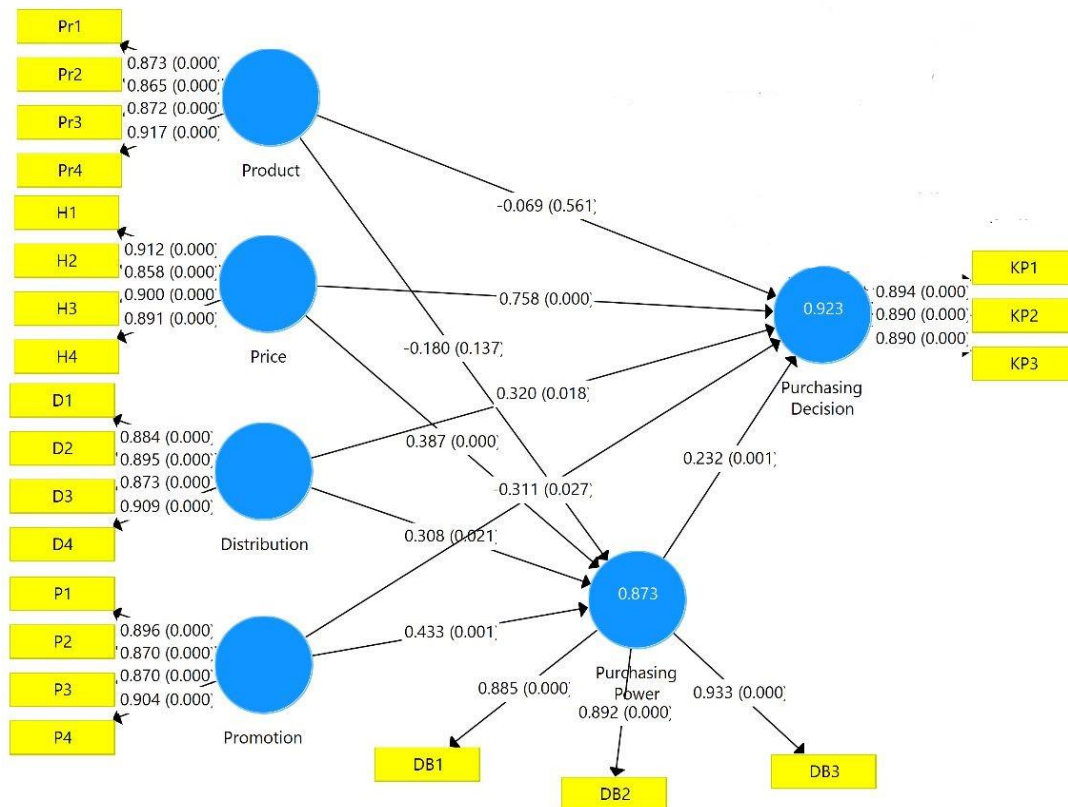 Pr1
Pr2
Pr3
Pr4
0.873 (0.000)
0.865 (0.000)
0.872 (0.000)
0.917 (0.000)
Product
H1
H2
H3
H4
0.912 (0.000)
0.858 (0.000)
0.900 (0.000)
0.891 (0.000)
Price
D1
D2
D3
D4
0.884 (0.000)
0.895 (0.000)
0.873 (0.000)
0.909 (0.000)
Distribution
P1
P2
P3
P4
0.896 (0.000)
0.870 (0.000)
0.870 (0.000)
0.904 (0.000)
Promotion
-0.069 (0.561)
0.758 (0.000)
-0.180 (0.137)
0.320 (0.018)
0.387 (0.000)
-0.311 (0.027)
0.308 (0.021)
0.433 (0.001)
0.232 (0.001)
0.923
Purchasing
Decision
0.894 (0.000)
0.890 (0.000)
0.890 (0.000)
KP1
KP2
KP3
0.873
Purchasing
Power
0.885 (0.000)
0.892 (0.000)
0.933 (0.000)
DB1
DB2
DB3